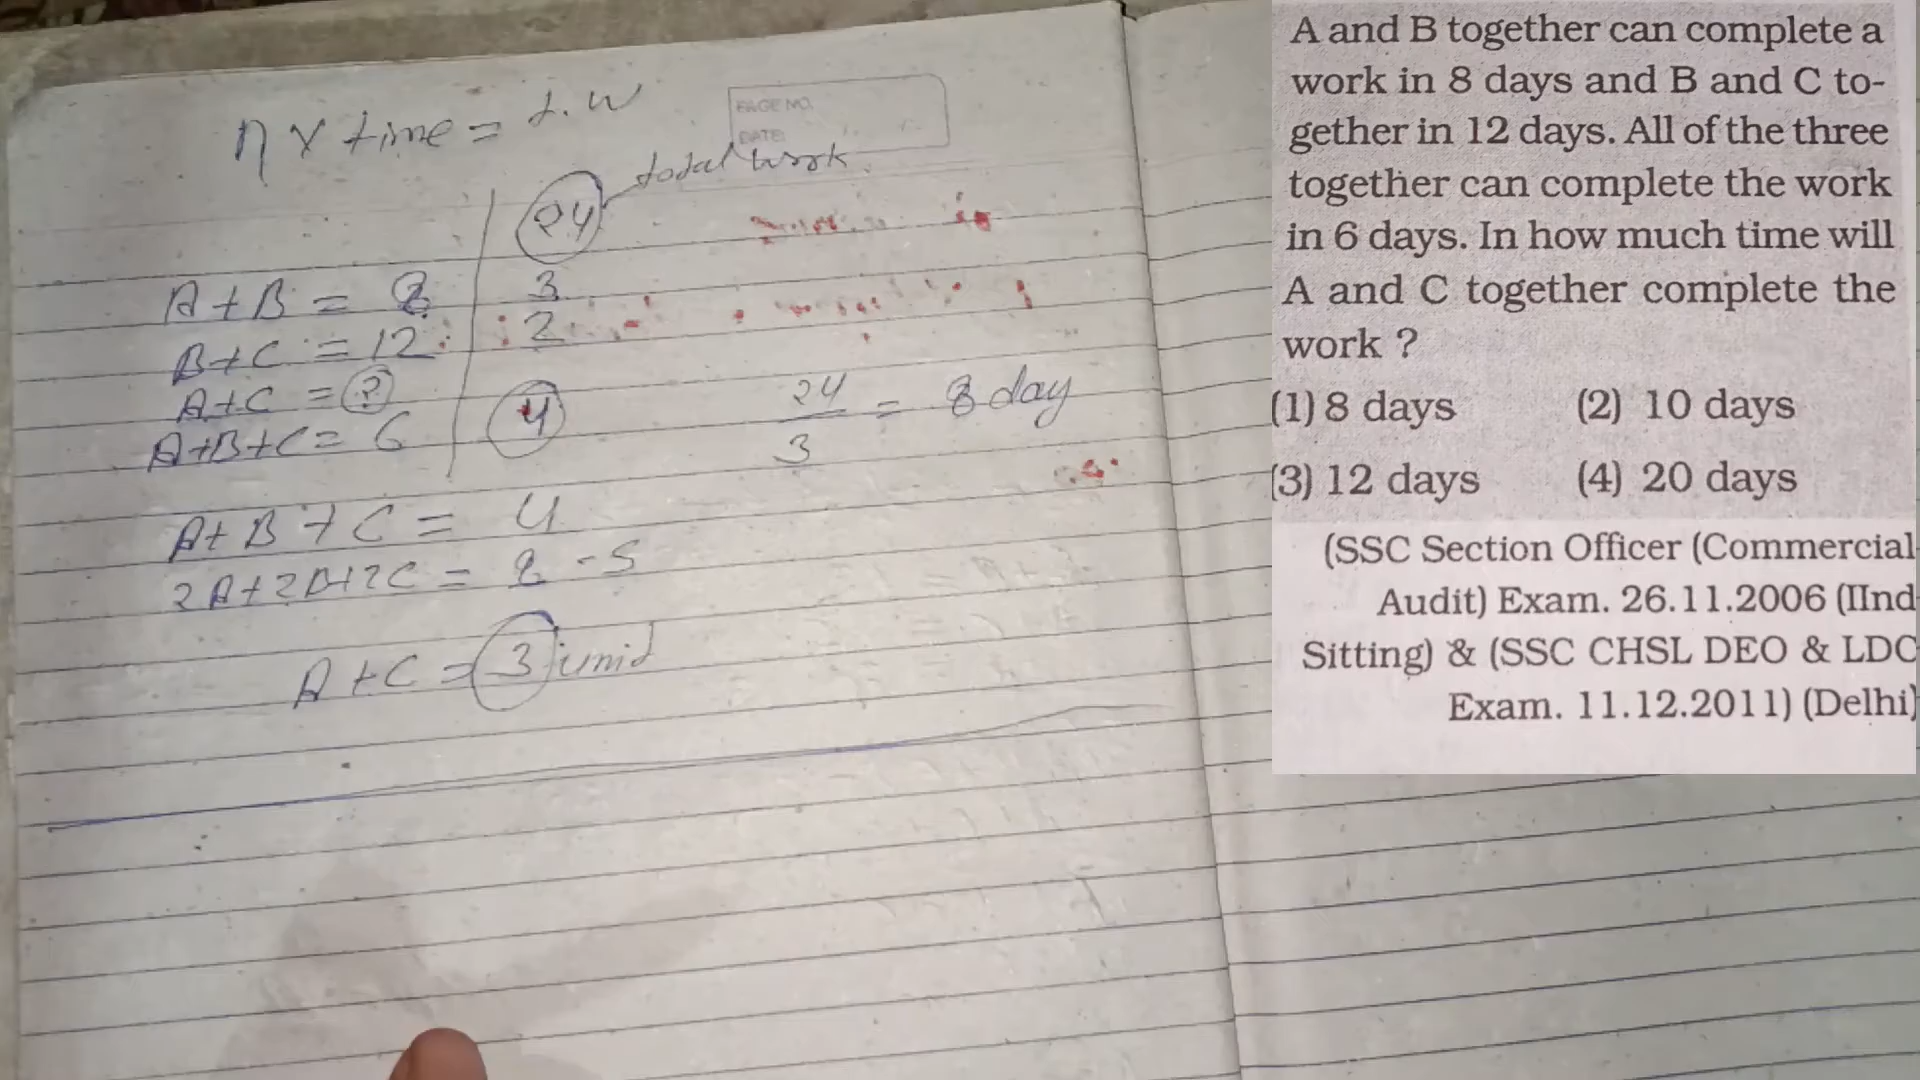 η × time = t.w
PAGE NO.
DATE:
total work
24
A+B = 8 3
B+C = 12 2
A+C = ?
A+B+C = 6 4
24/3 = 8 day
A+B+C = 4
2A+2B+2C = 8 - 5
A+C = 3 unit
A and B together can complete a
work in 8 days and B and C to-
gether in 12 days. All of the three
together can complete the work
in 6 days. In how much time will
A and C together complete the
work ?
(1) 8 days (2) 10 days
(3) 12 days (4) 20 days
(SSC Section Officer (Commercial
Audit) Exam. 26.11.2006 (IInd
Sitting) & (SSC CHSL DEO & LDC
Exam. 11.12.2011) (Delhi)